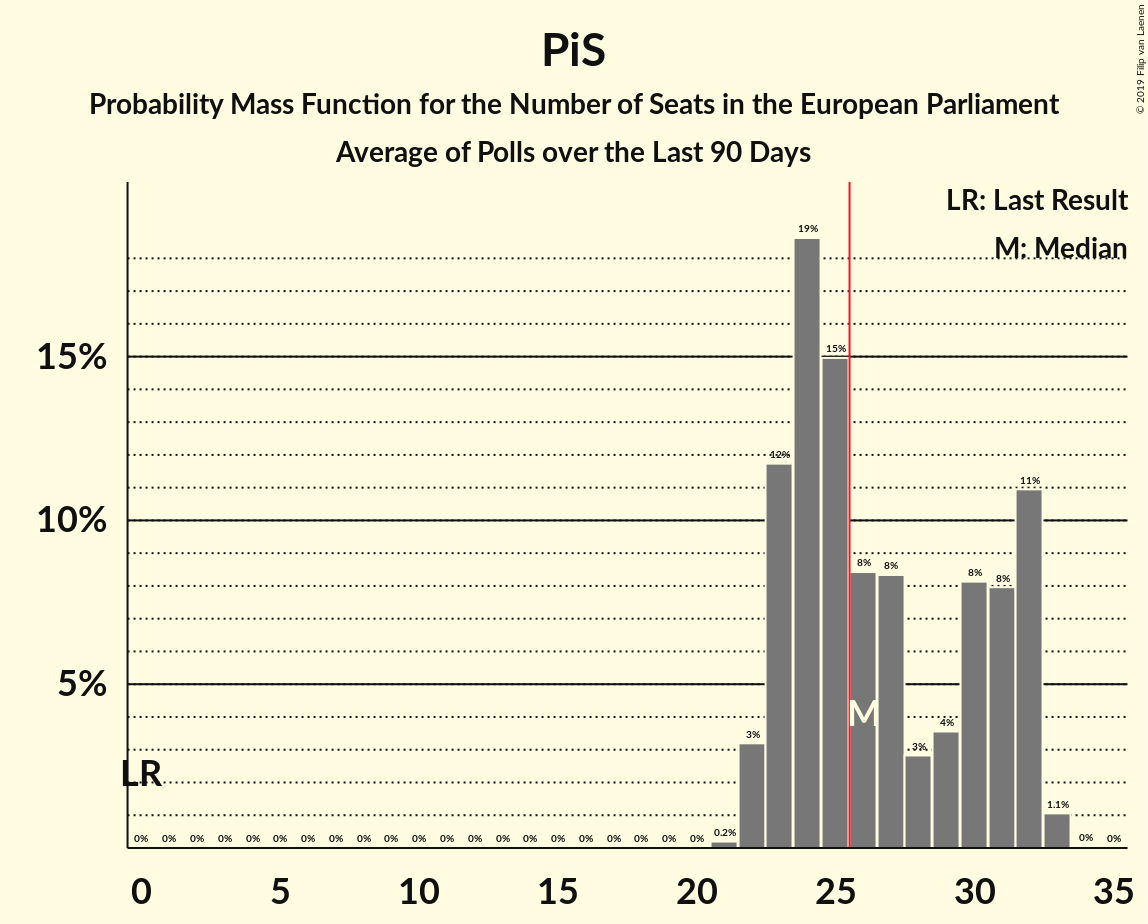 PiS
Probability Mass Function for the Number of Seats in the European Parliament
Average of Polls over the Last 90 Days
© 2019 Filip van Laenen
LR: Last Result
M: Median
15%
10%
5%
LR
M
0% 0% 0% 0% 0% 0% 0% 0% 0% 0% 0% 0% 0% 0% 0% 0% 0% 0% 0% 0% 0% 0.2% 3% 12% 19% 15% 8% 8% 3% 4% 8% 8% 11% 1.1% 0% 0%
0 5 10 15 20 25 30 35